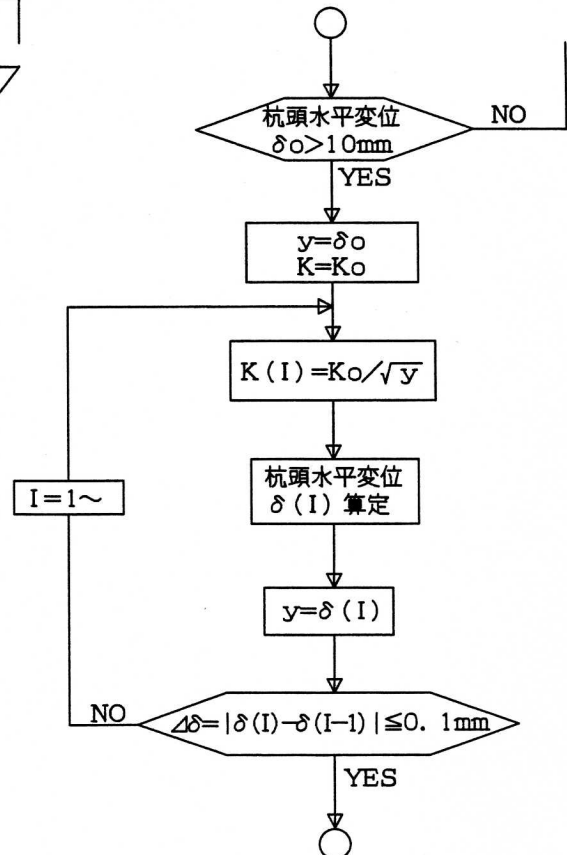 杭頭水平変位
δo>10mm
NO
YES
y=δo
K=Ko
K(I)=Ko/√y
杭頭水平変位
δ(I) 算定
I=1～
y=δ(I)
NO
⊿δ=|δ(I)-δ(I-1)|≦0. 1mm
YES